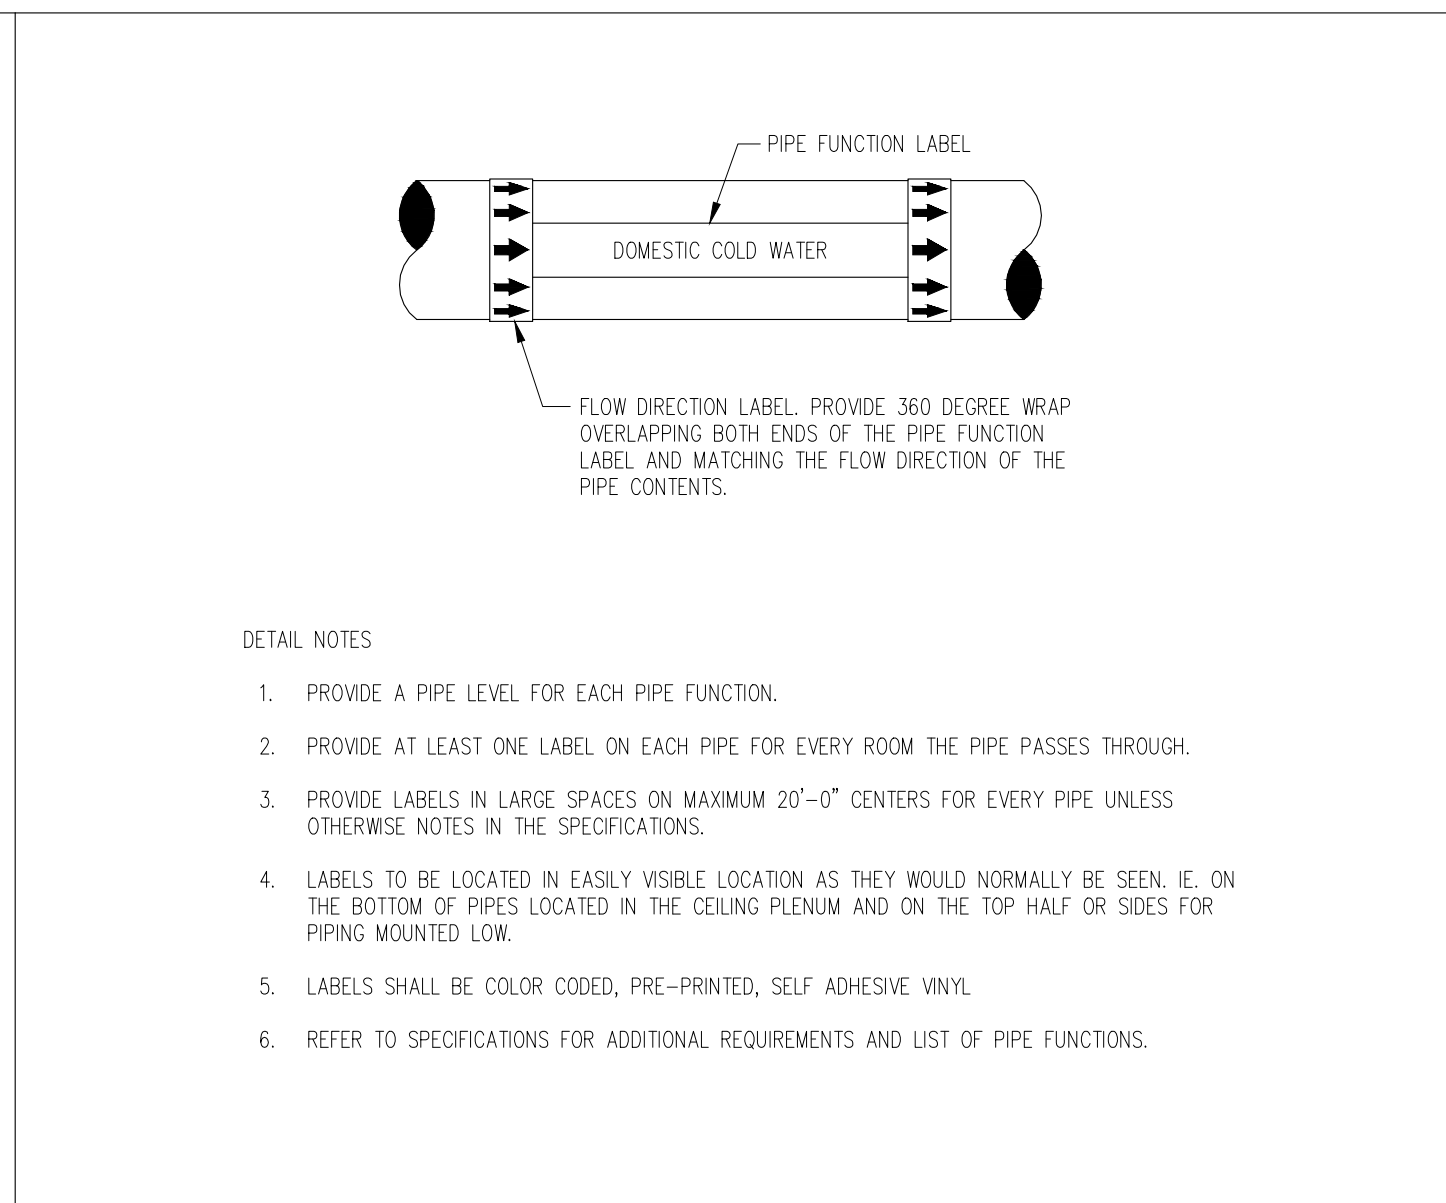 PIPE FUNCTION LABEL
DOMESTIC COLD WATER
FLOW DIRECTION LABEL. PROVIDE 360 DEGREE WRAP
OVERLAPPING BOTH ENDS OF THE PIPE FUNCTION
LABEL AND MATCHING THE FLOW DIRECTION OF THE
PIPE CONTENTS.
DETAIL NOTES
1. PROVIDE A PIPE LEVEL FOR EACH PIPE FUNCTION.
2. PROVIDE AT LEAST ONE LABEL ON EACH PIPE FOR EVERY ROOM THE PIPE PASSES THROUGH.
3. PROVIDE LABELS IN LARGE SPACES ON MAXIMUM 20'-0" CENTERS FOR EVERY PIPE UNLESS
OTHERWISE NOTES IN THE SPECIFICATIONS.
4. LABELS TO BE LOCATED IN EASILY VISIBLE LOCATION AS THEY WOULD NORMALLY BE SEEN. IE. ON
THE BOTTOM OF PIPES LOCATED IN THE CEILING PLENUM AND ON THE TOP HALF OR SIDES FOR
PIPING MOUNTED LOW.
5. LABELS SHALL BE COLOR CODED, PRE-PRINTED, SELF ADHESIVE VINYL
6. REFER TO SPECIFICATIONS FOR ADDITIONAL REQUIREMENTS AND LIST OF PIPE FUNCTIONS.